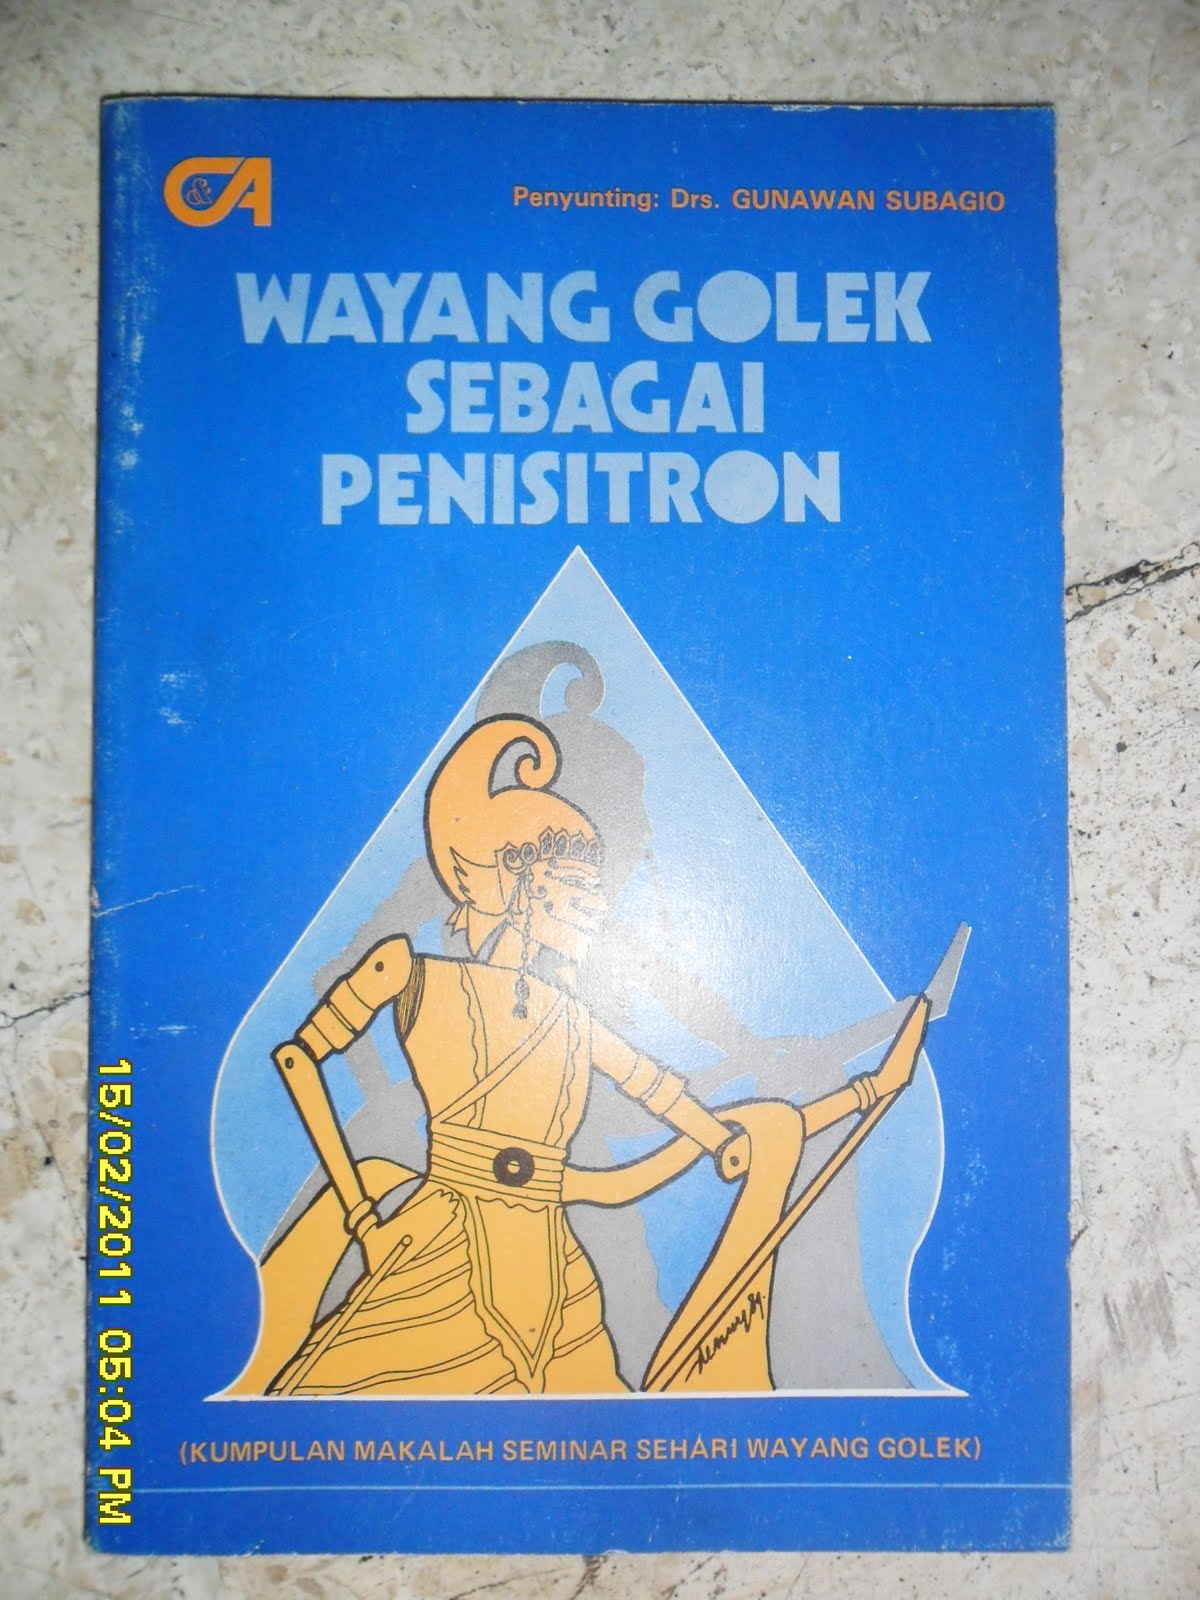 C&A
Penyunting: Drs. GUNAWAN SUBAGIO
WAYANG GOLEK
SEBAGAI
PENISITRON
(KUMPULAN MAKALAH SEMINAR SEHARI WAYANG GOLEK)
15/02/2011 05:04 PM